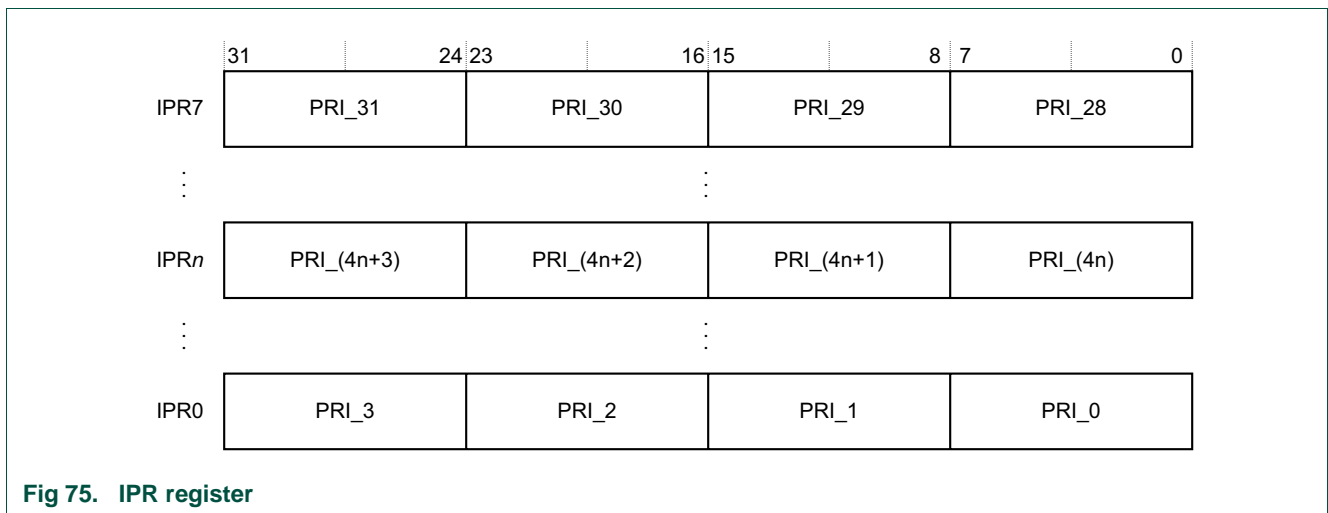 31 24 23 16 15 8 7 0
IPR7 PRI_31 PRI_30 PRI_29 PRI_28
IPRn PRI_(4n+3) PRI_(4n+2) PRI_(4n+1) PRI_(4n)
IPR0 PRI_3 PRI_2 PRI_1 PRI_0
Fig 75. IPR register